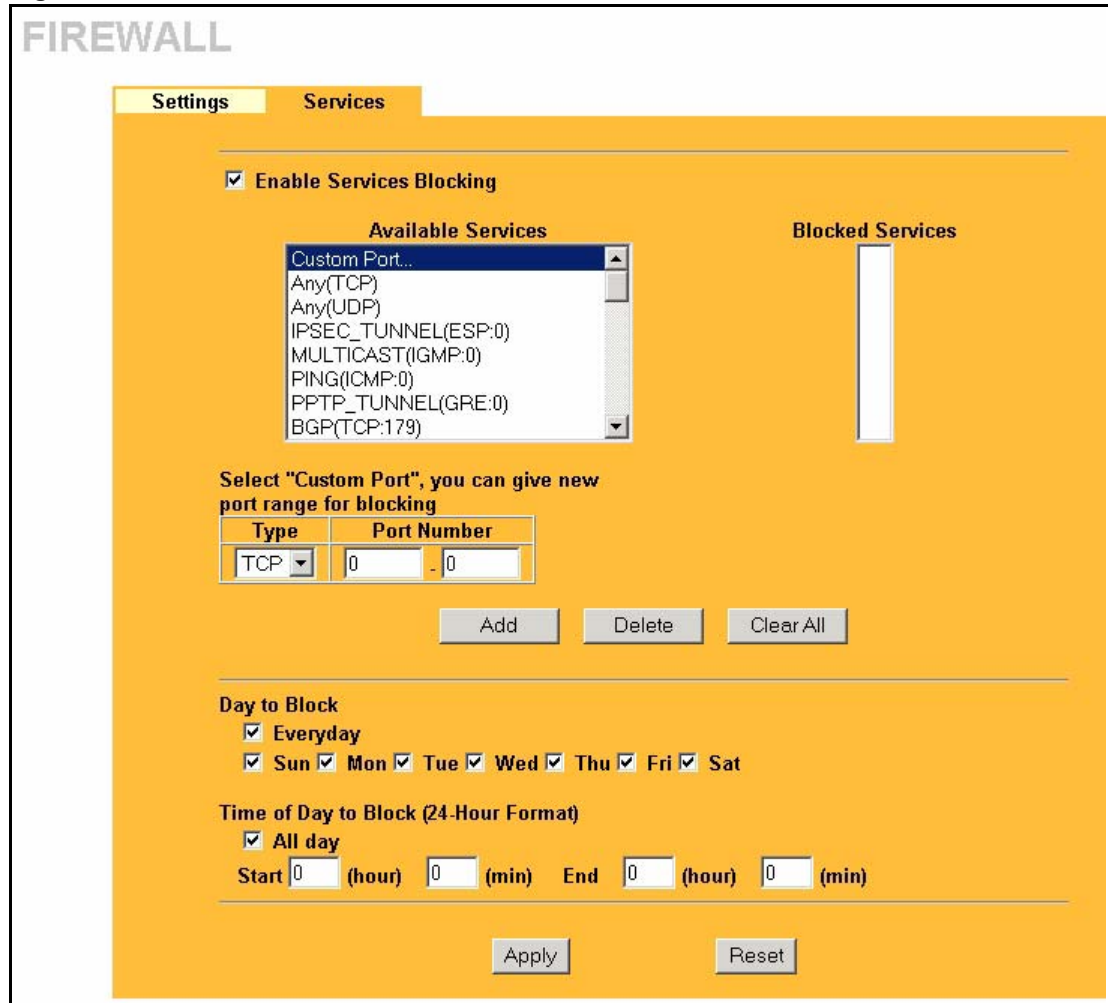 FIREWALL
Settings Services
Enable Services Blocking
Available Services Blocked Services
Custom Port...
Any(TCP)
Any(UDP)
IPSEC_TUNNEL(ESP:0)
MULTICAST(IGMP:0)
PING(ICMP:0)
PPTP_TUNNEL(GRE:0)
BGP(TCP:179)
Select "Custom Port", you can give new
port range for blocking
Type Port Number
TCP 0 - 0
Add Delete Clear All
Day to Block
Everyday
Sun Mon Tue Wed Thu Fri Sat
Time of Day to Block (24-Hour Format)
All day
Start 0 (hour) 0 (min) End 0 (hour) 0 (min)
Apply Reset